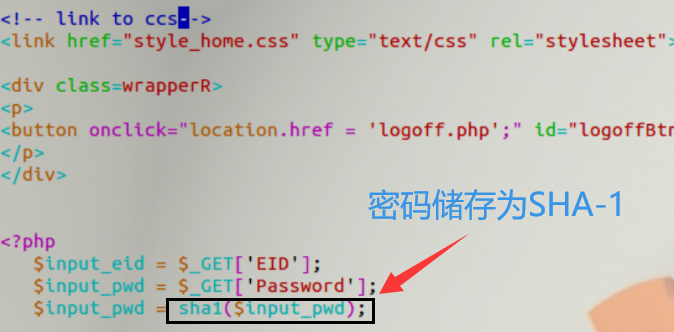 <!-- link to ccs-->
<link href="style_home.css" type="text/css" rel="stylesheet">
<div class=wrapperR>
<p>
<button onclick="location.href = 'logoff.php';" id="logoffBtn
</p>
</div>
密码储存为SHA-1
<?php
$input_eid = $_GET['EID'];
$input_pwd = $_GET['Password'];
$input_pwd = sha1($input_pwd);